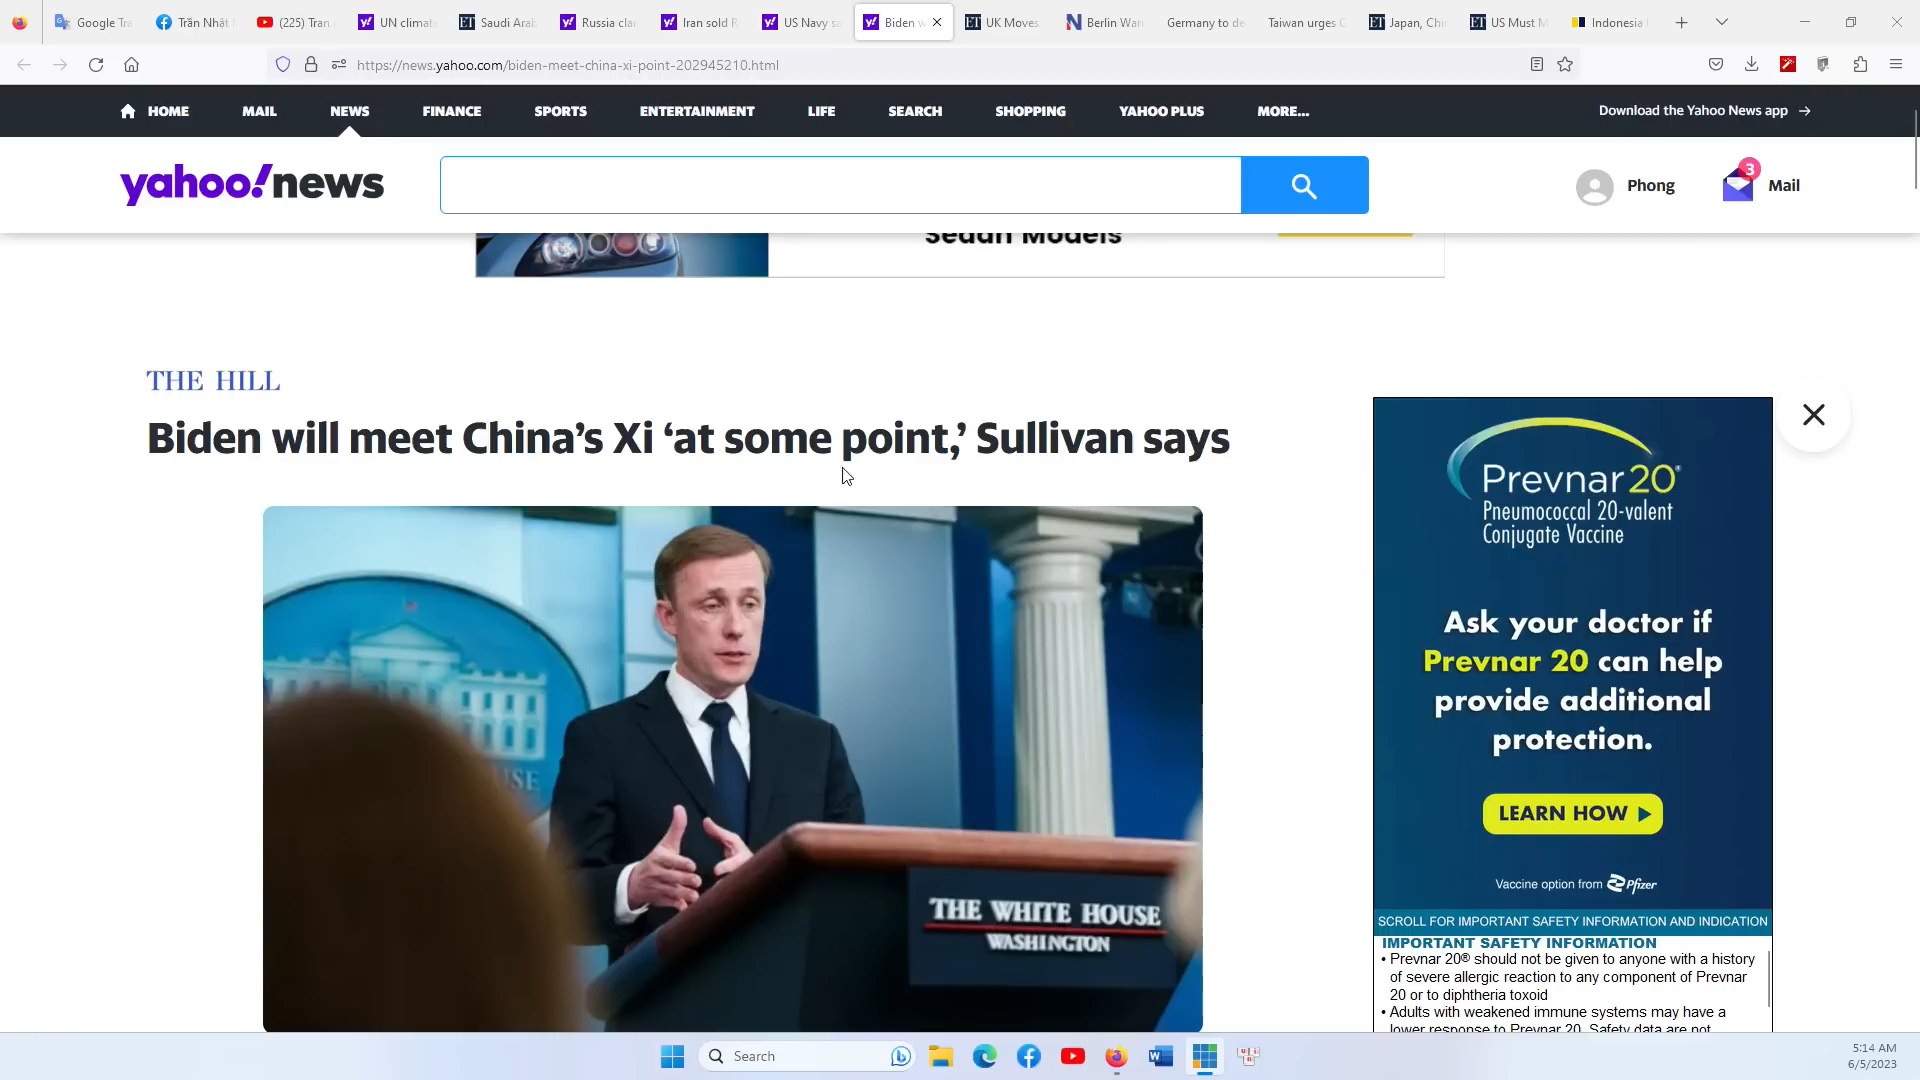 Google Tra
Trần Nhật
(225) Tran
UN climat
Saudi Arab
Russia clai
Iran sold R
US Navy sa
Biden w
UK Moves
Berlin War
Germany to de
Taiwan urges C
Japan, Chi
US Must M
Indonesia
https://news.yahoo.com/biden-meet-china-xi-point-202945210.html
HOME MAIL NEWS FINANCE SPORTS ENTERTAINMENT LIFE SEARCH SHOPPING YAHOO PLUS MORE... Download the Yahoo News app
yahoo!news
Phong
3
Mail
Sedan Models
THE HILL
Biden will meet China's Xi ‘at some point,’ Sullivan says
THE WHITE HOUSE
WASHINGTON
Prevnar 20®
Pneumococcal 20-valent
Conjugate Vaccine
Ask your doctor if
Prevnar 20 can help
provide additional
protection.
LEARN HOW
Vaccine option from Pfizer
SCROLL FOR IMPORTANT SAFETY INFORMATION AND INDICATION
IMPORTANT SAFETY INFORMATION
• Prevnar 20® should not be given to anyone with a history
of severe allergic reaction to any component of Prevnar
20 or to diphtheria toxoid
• Adults with weakened immune systems may have a
lower response to Prevnar 20. Safety data are not
Search
5:14 AM
6/5/2023